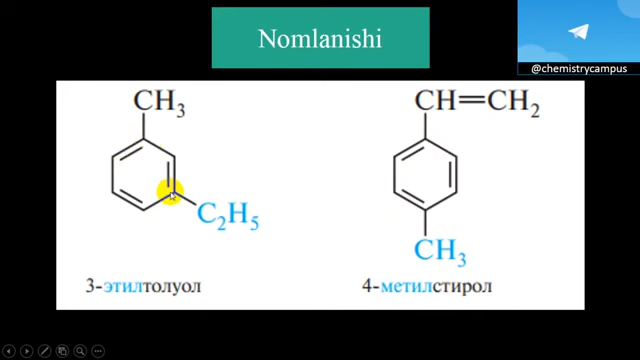 Nomlanishi
@chemistrycampus
CH3
C2H5
3-этилтолуол
CH=CH2
CH3
4-метилстирол